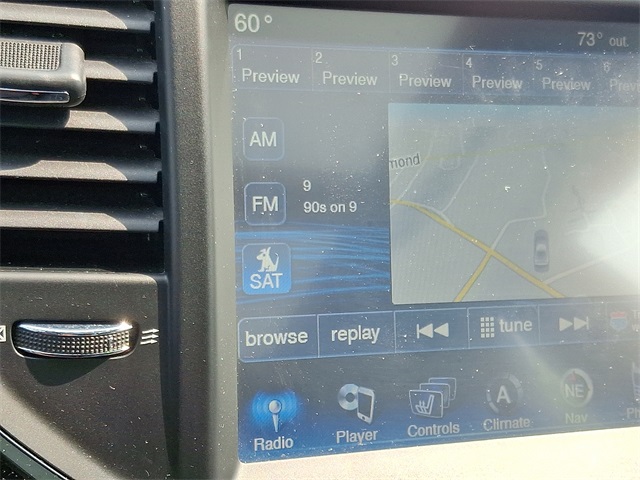 60°
73° out.
1 2 3 4 5 6
Preview Preview Preview Preview Preview
AM
mond
FM
9
90s on 9
SAT
browse replay tune
A NE
Radio Player Controls Climate Nav